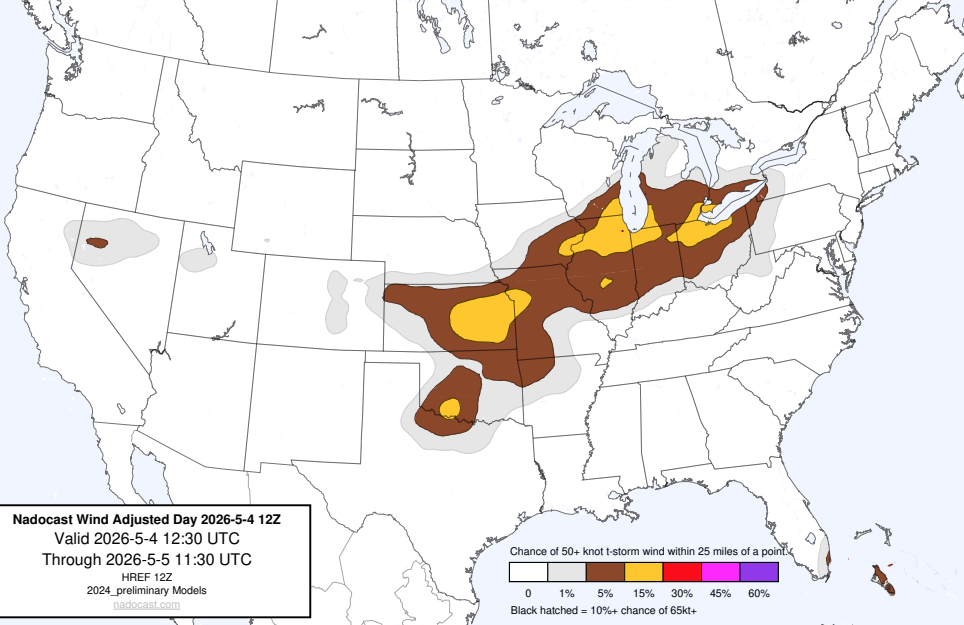 Nadocast Wind Adjusted Day 2026-5-4 12Z
Valid 2026-5-4 12:30 UTC
Through 2026-5-5 11:30 UTC
HREF 12Z
2024_preliminary Models
nadocast.com
Chance of 50+ knot t-storm wind within 25 miles of a point.
0 1% 5% 15% 30% 45% 60%
Black hatched = 10%+ chance of 65kt+